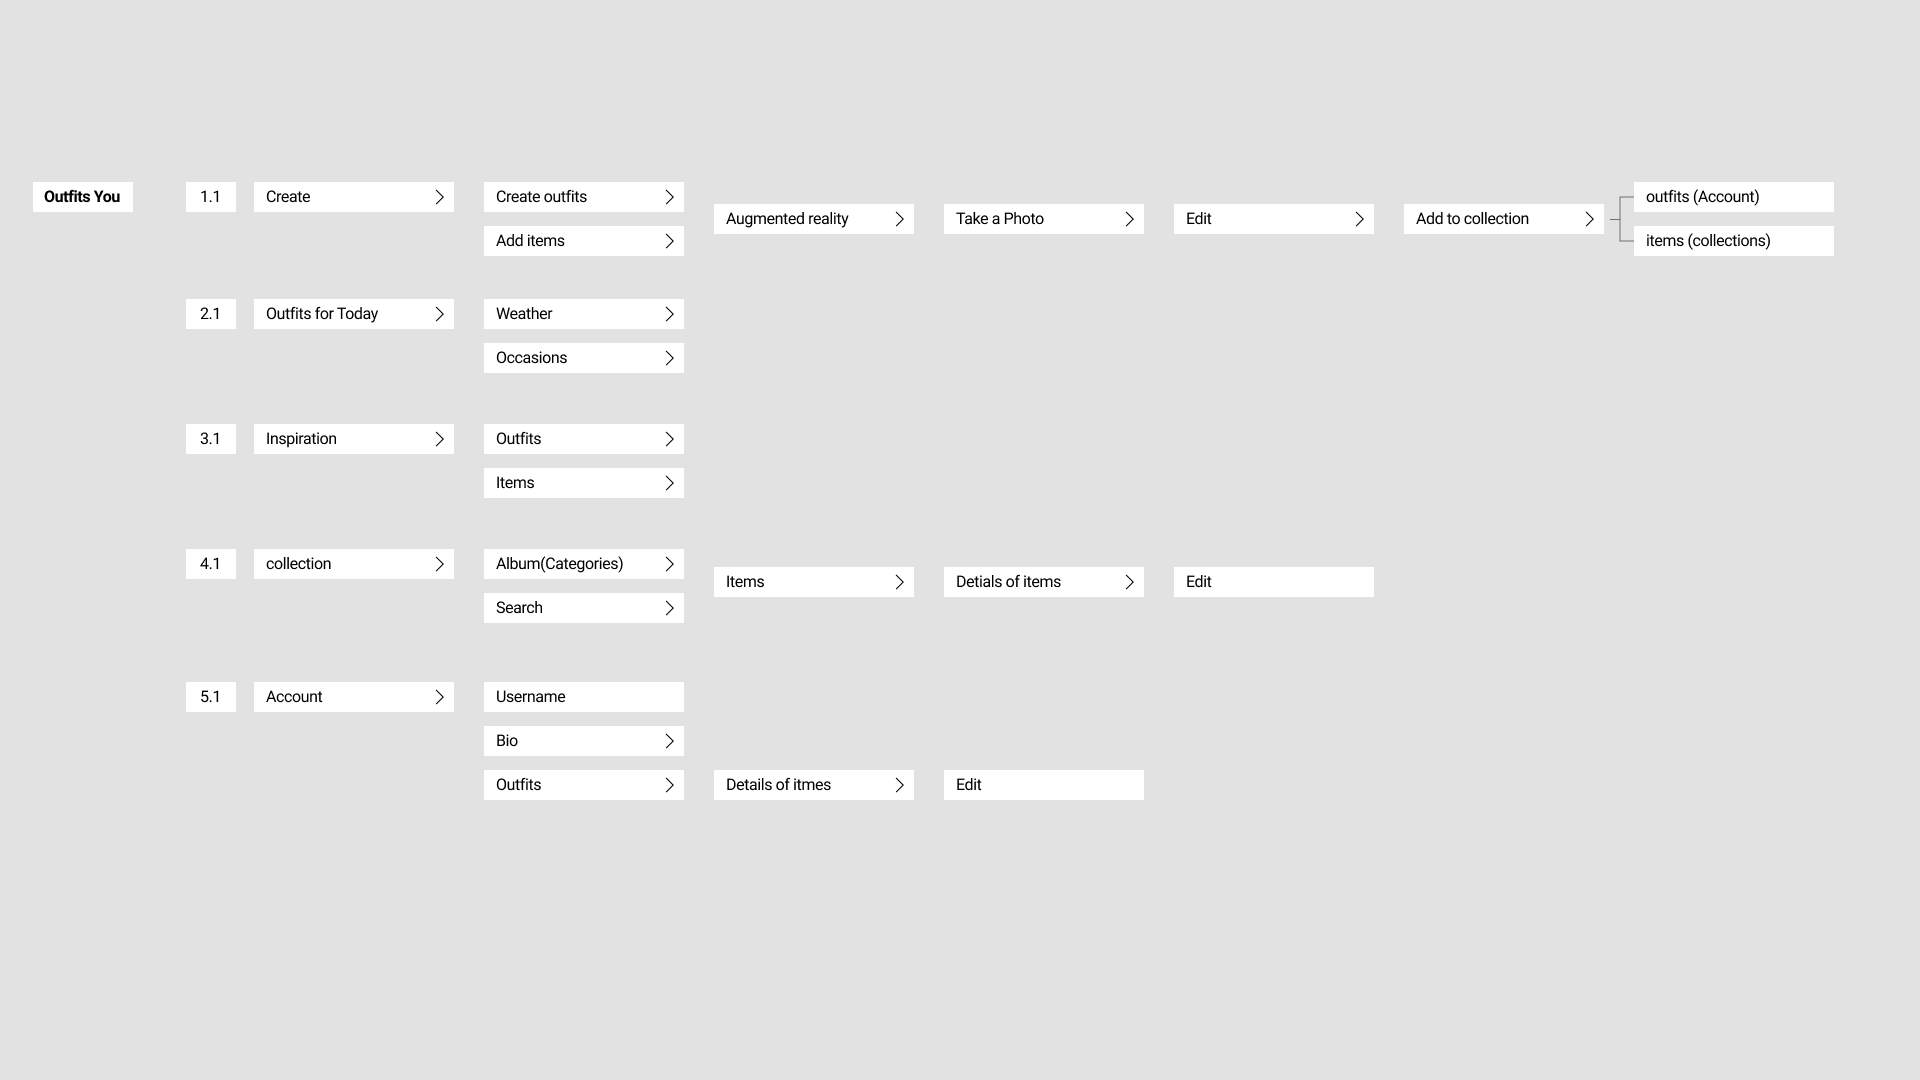 Outfits You
1.1
Create
Create outfits
Add items
Augmented reality
Take a Photo
Edit
Add to collection
outfits (Account)
items (collections)
2.1
Outfits for Today
Weather
Occasions
3.1
Inspiration
Outfits
Items
4.1
collection
Album(Categories)
Search
Items
Detials of items
Edit
5.1
Account
Username
Bio
Outfits
Details of itmes
Edit